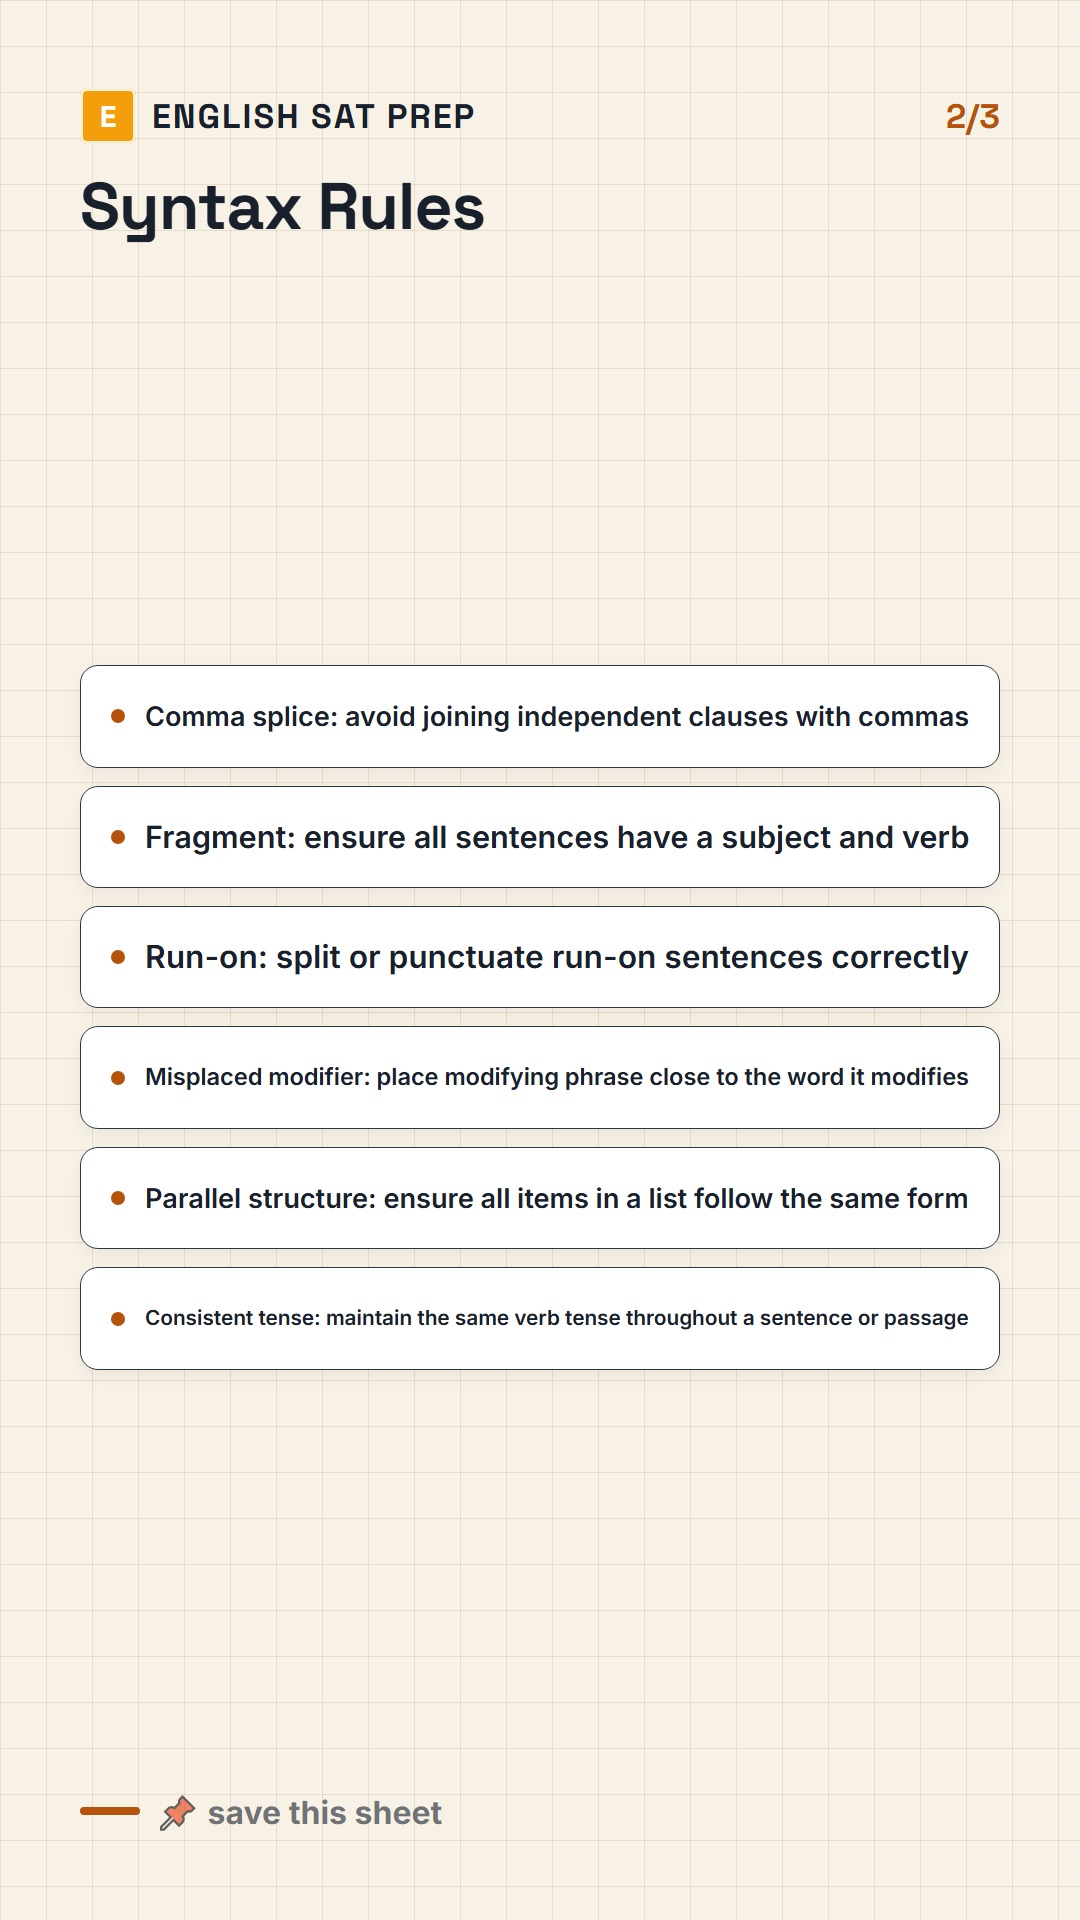 E ENGLISH SAT PREP 2/3
Syntax Rules
Comma splice: avoid joining independent clauses with commas
Fragment: ensure all sentences have a subject and verb
Run-on: split or punctuate run-on sentences correctly
Misplaced modifier: place modifying phrase close to the word it modifies
Parallel structure: ensure all items in a list follow the same form
Consistent tense: maintain the same verb tense throughout a sentence or passage
save this sheet